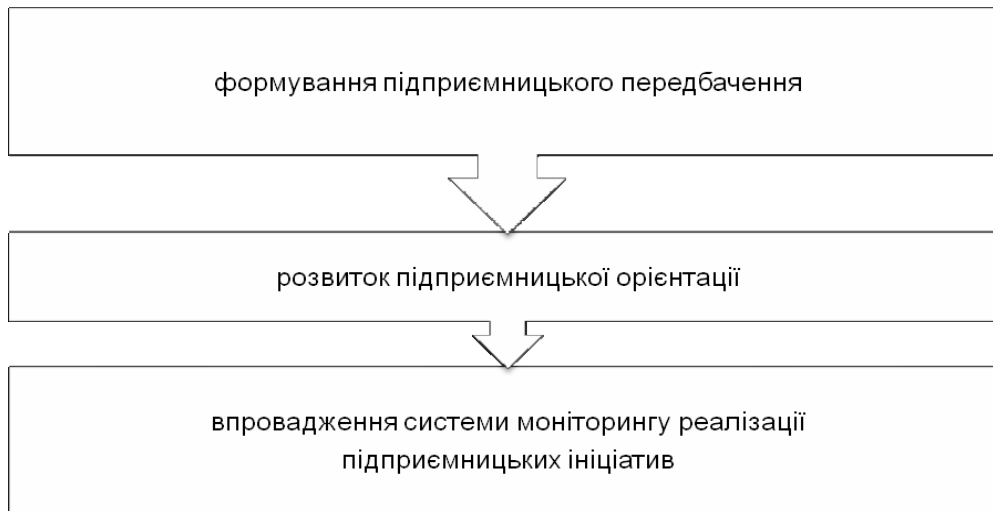 формування підприємницького передбачення
розвиток підприємницької орієнтації
впровадження системи моніторингу реалізації
підприємницьких ініціатив